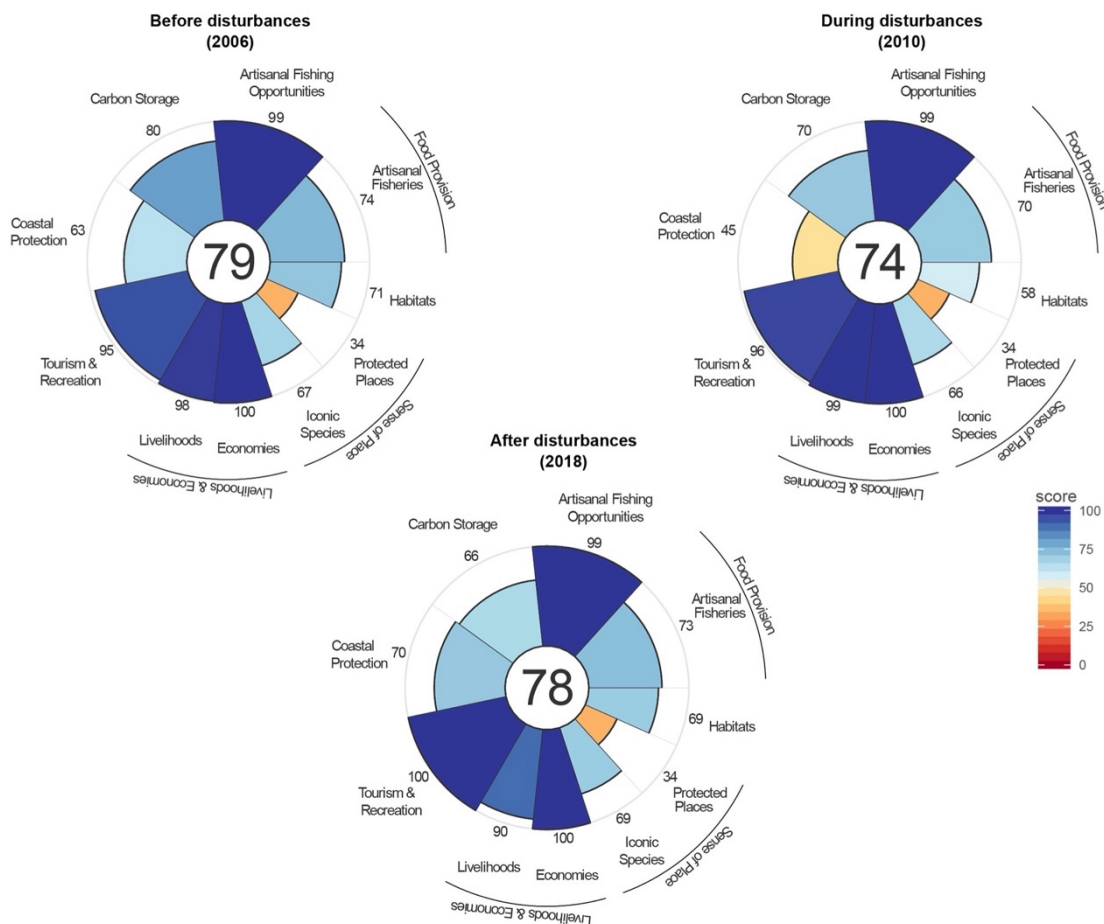 Before disturbances
(2006)
Artisanal Fishing
Opportunities
99
Carbon Storage
80
Food Provision
Artisanal
Fisheries
74
Coastal
Protection
63
79
71
Habitats
34
Protected
Places
Tourism &
Recreation
95
67
Iconic
Species
Sense of Place
98
100
Livelihoods
Economies
Livelihoods & Economies
During disturbances
(2010)
Artisanal Fishing
Opportunities
99
Carbon Storage
70
Food Provision
Artisanal
Fisheries
70
Coastal
Protection
45
74
58
Habitats
34
Protected
Places
Tourism &
Recreation
96
66
Iconic
Species
Sense of Place
99
100
Livelihoods
Economies
Livelihoods & Economies
After disturbances
(2018)
Artisanal Fishing
Opportunities
99
Carbon Storage
66
Food Provision
Artisanal
Fisheries
73
Coastal
Protection
70
78
69
Habitats
34
Protected
Places
Tourism &
Recreation
100
69
Iconic
Species
Sense of Place
90
100
Livelihoods
Economies
Livelihoods & Economies
score
100
75
50
25
0